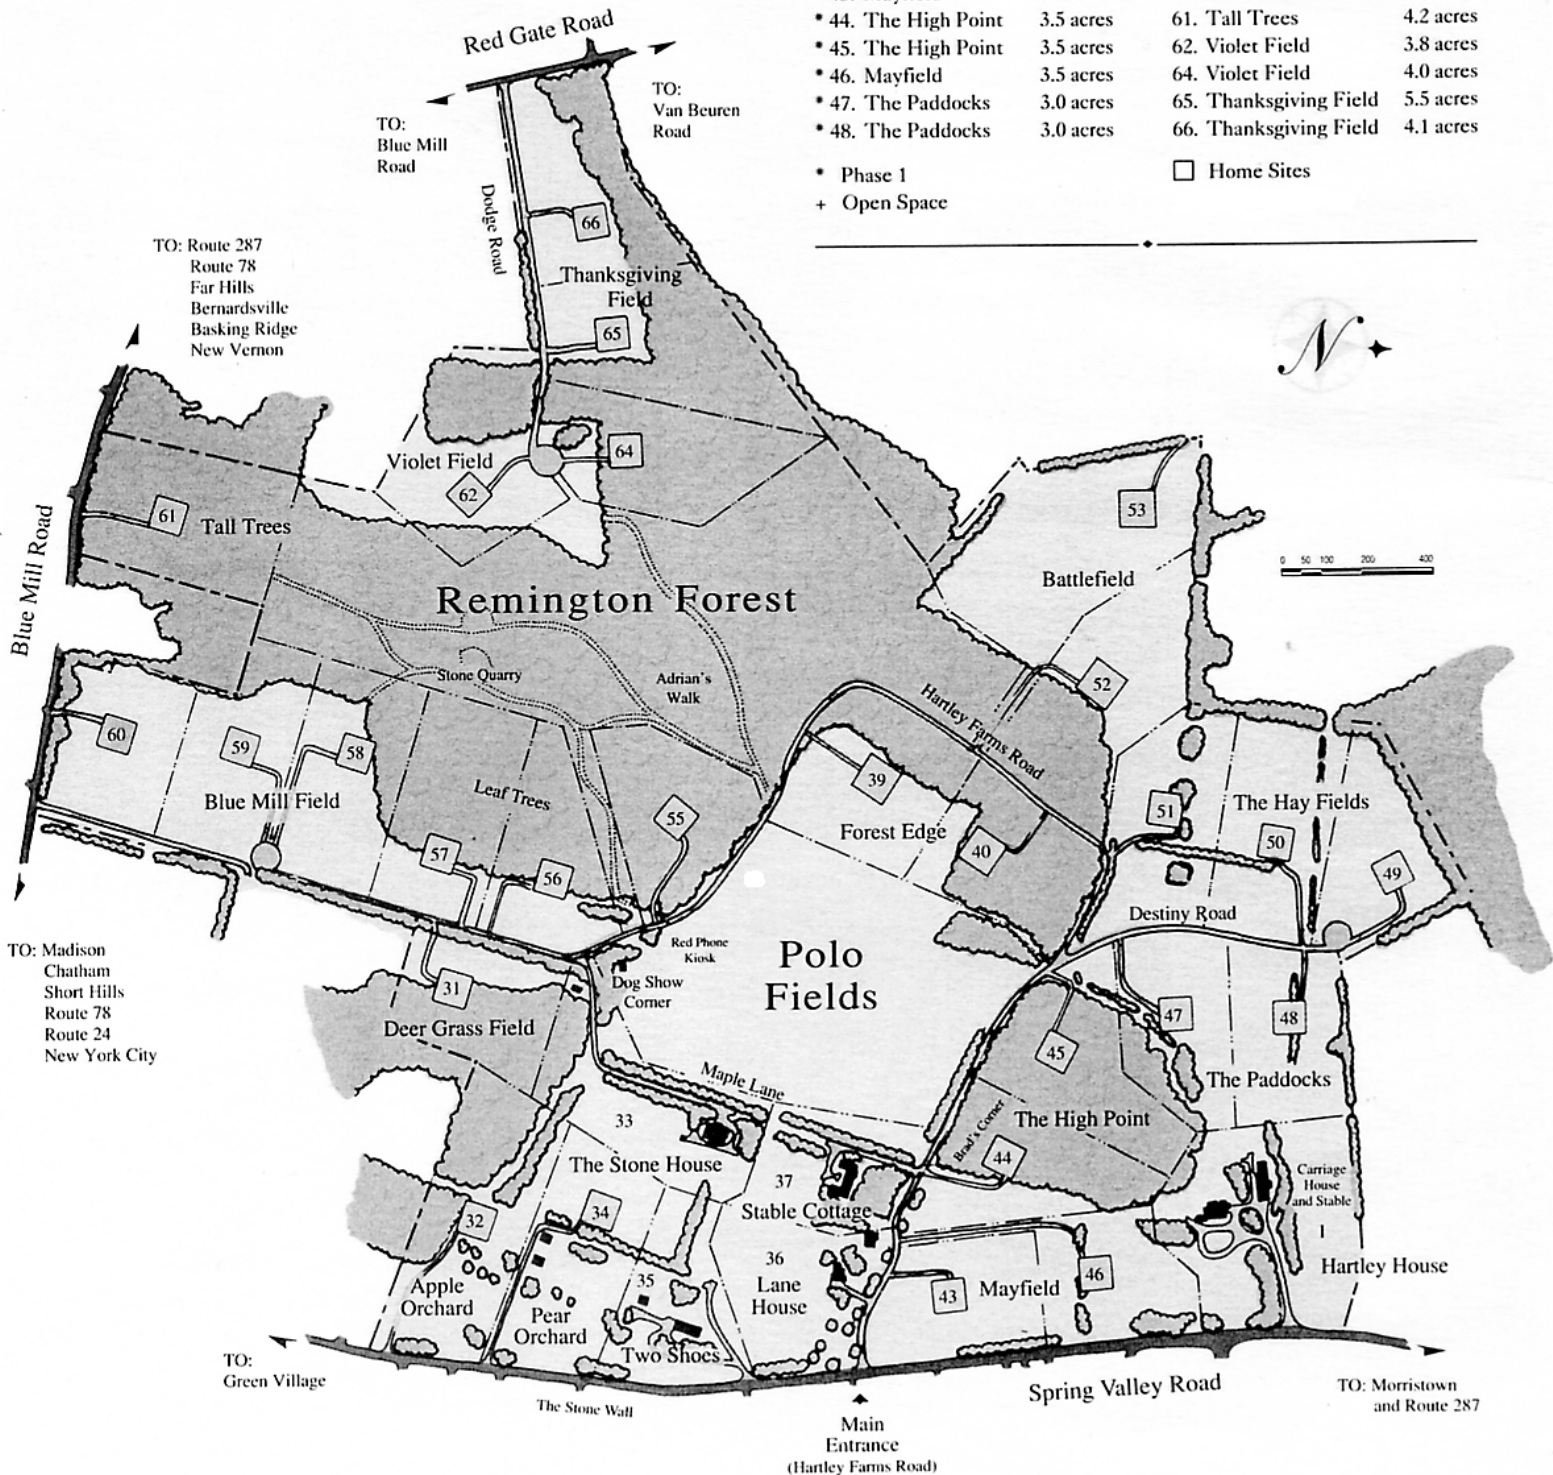 * 44. The High Point 3.5 acres 61. Tall Trees 4.2 acres
* 45. The High Point 3.5 acres 62. Violet Field 3.8 acres
* 46. Mayfield 3.5 acres 64. Violet Field 4.0 acres
* 47. The Paddocks 3.0 acres 65. Thanksgiving Field 5.5 acres
* 48. The Paddocks 3.0 acres 66. Thanksgiving Field 4.1 acres
* Phase 1
Home Sites
+ Open Space
Red Gate Road
TO:
Van Beuren
Road
TO:
Blue Mill
Road
Dodge Road
66
Thanksgiving
Field
65
TO: Route 287
Route 78
Far Hills
Bernardsville
Basking Ridge
New Vernon
N
Violet Field
64
62
61
Tall Trees
53
Battlefield
0 50 100 200 400
Blue Mill Road
Remington Forest
Stone Quarry
Adrian's
Walk
52
Hartley Farms Road
60
59
58
Blue Mill Field
Leaf Trees
39
Forest Edge
40
55
51
The Hay Fields
50
49
57
56
Destiny Road
Red Phone
Kiosk
Polo
Fields
TO: Madison
Chatham
Short Hills
Route 78
Route 24
New York City
Dog Show
Corner
31
Deer Grass Field
47
48
45
The Paddocks
Maple Lane
33
The Stone House
Brad's Corner
The High Point
44
37
Stable Cottage
Carriage
House
and Stable
1
Hartley House
32
34
35
36
Lane
House
Apple
Orchard
Pear
Orchard
Two Shoes
43
Mayfield
46
TO:
Green Village
The Stone Wall
Spring Valley Road
TO: Morristown
and Route 287
Main
Entrance
(Hartley Farms Road)